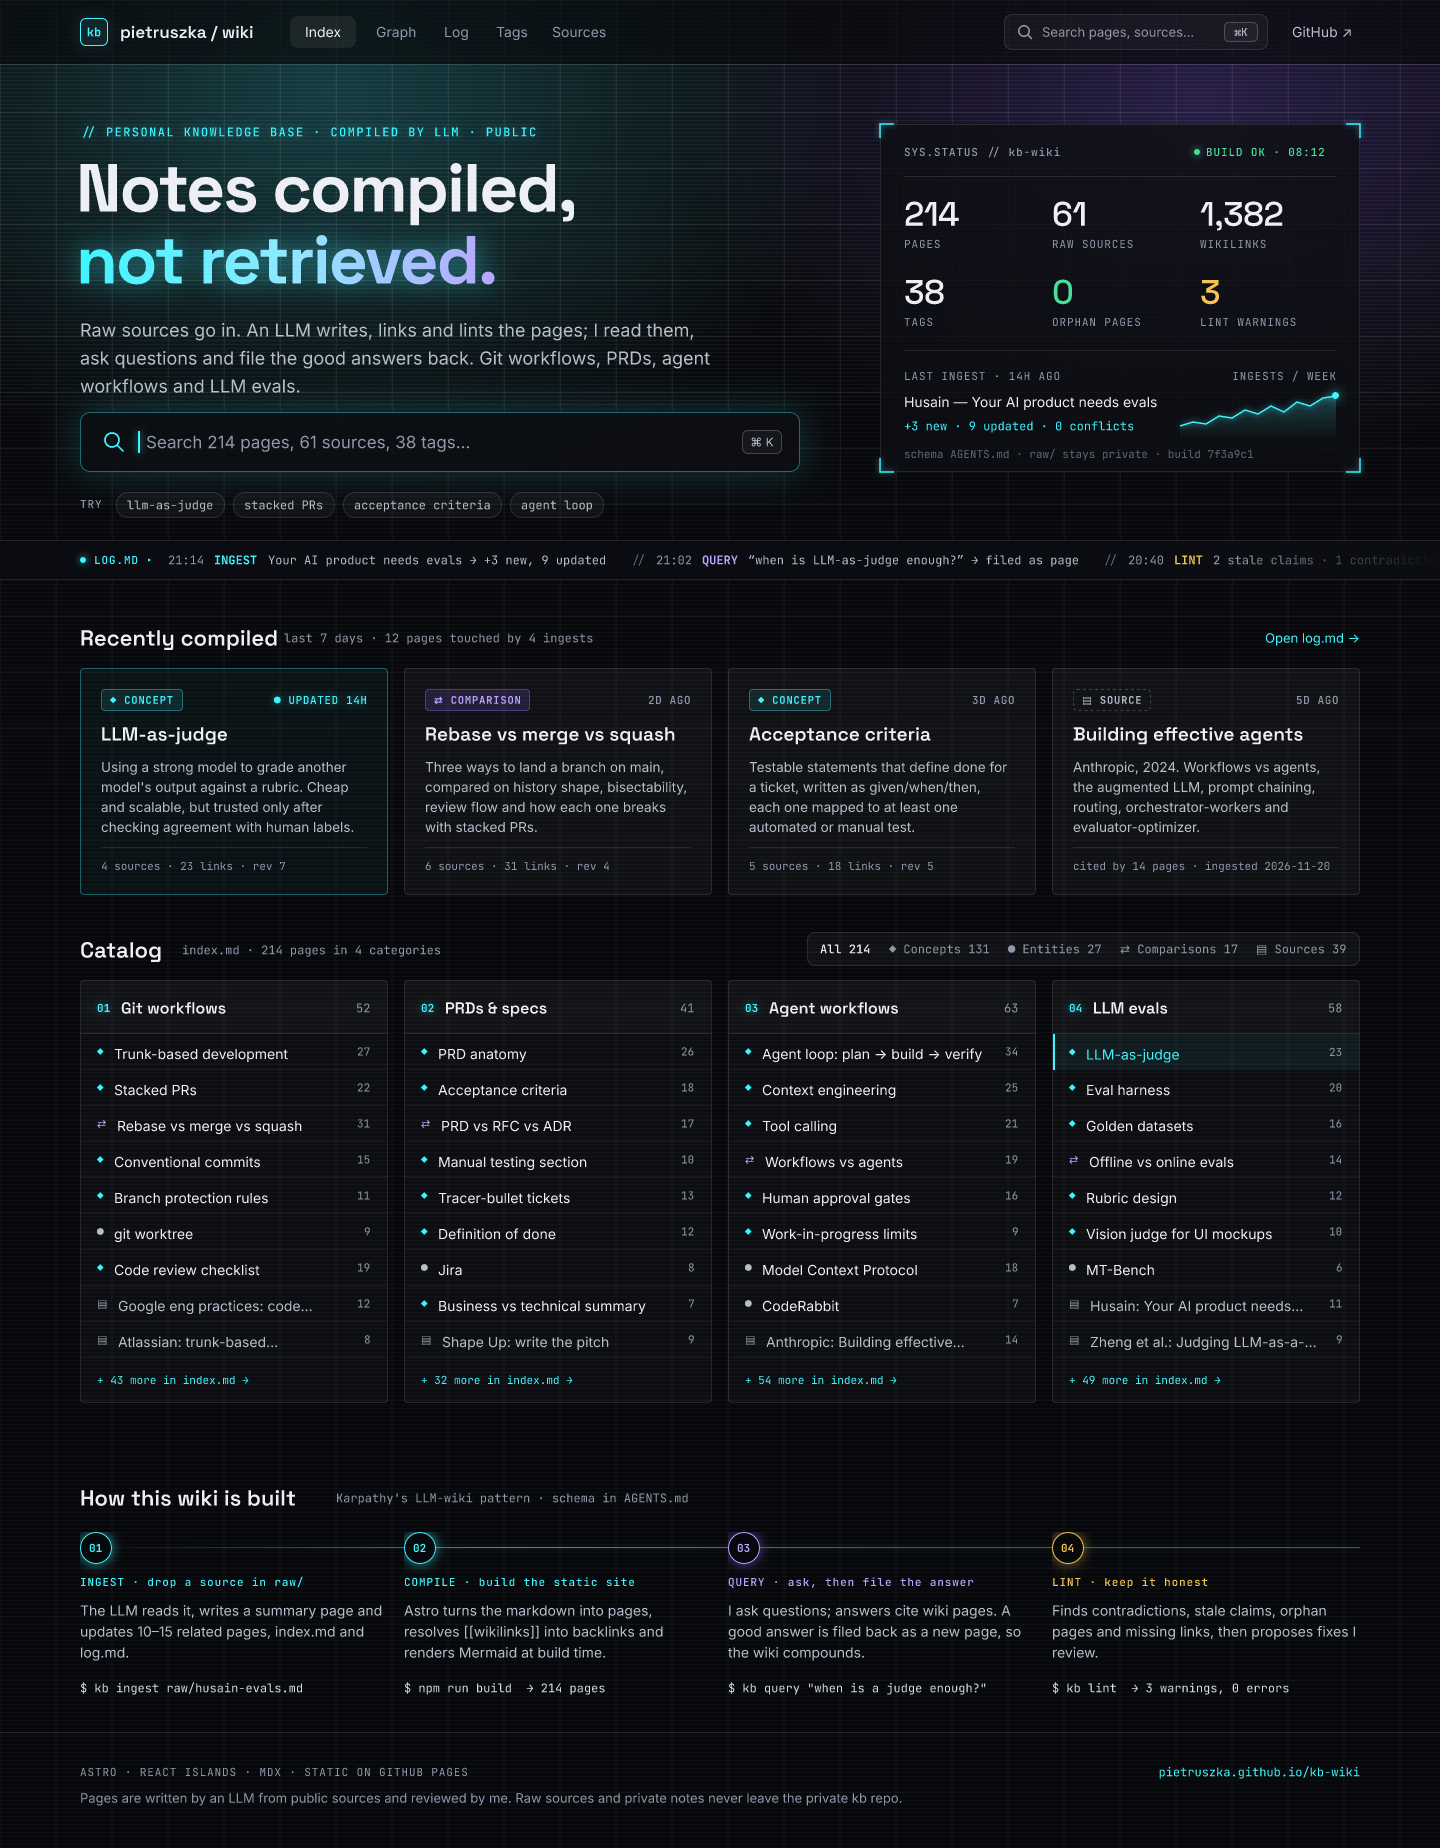 kb pietruszka / wiki Index Graph Log Tags Sources Search pages, sources... ⌘K GitHub ↗
// PERSONAL KNOWLEDGE BASE · COMPILED BY LLM · PUBLIC
Notes compiled,
not retrieved.
Raw sources go in. An LLM writes, links and lints the pages; I read them,
ask questions and file the good answers back. Git workflows, PRDs, agent
workflows and LLM evals.
Search 214 pages, 61 sources, 38 tags... ⌘ K
TRY llm-as-judge stacked PRs acceptance criteria agent loop
SYS.STATUS // kb-wiki ● BUILD OK · 08:12
214 61 1,382
PAGES RAW SOURCES WIKILINKS
38 0 3
TAGS ORPHAN PAGES LINT WARNINGS
LAST INGEST · 14H AGO INGESTS / WEEK
Husain — Your AI product needs evals
+3 new · 9 updated · 0 conflicts
schema AGENTS.md · raw/ stays private · build 7f3a9c1
● LOG.MD ▸ 21:14 INGEST Your AI product needs evals → +3 new, 9 updated // 21:02 QUERY “when is LLM-as-judge enough?” → filed as page // 20:40 LINT 2 stale claims · 1 contradicti
Recently compiled last 7 days · 12 pages touched by 4 ingests Open log.md →
◆ CONCEPT ● UPDATED 14H
LLM-as-judge
Using a strong model to grade another
model's output against a rubric. Cheap
and scalable, but trusted only after
checking agreement with human labels.
4 sources · 23 links · rev 7
⇄ COMPARISON 2D AGO
Rebase vs merge vs squash
Three ways to land a branch on main,
compared on history shape, bisectability,
review flow and how each one breaks
with stacked PRs.
6 sources · 31 links · rev 4
◆ CONCEPT 3D AGO
Acceptance criteria
Testable statements that define done for
a ticket, written as given/when/then,
each one mapped to at least one
automated or manual test.
5 sources · 18 links · rev 5
▤ SOURCE 5D AGO
Building effective agents
Anthropic, 2024. Workflows vs agents,
the augmented LLM, prompt chaining,
routing, orchestrator-workers and
evaluator-optimizer.
cited by 14 pages · ingested 2026-11-20
Catalog index.md · 214 pages in 4 categories All 214 ◆ Concepts 131 ● Entities 27 ⇄ Comparisons 17 ▤ Sources 39
01 Git workflows 52
◆ Trunk-based development 27
◆ Stacked PRs 22
⇄ Rebase vs merge vs squash 31
◆ Conventional commits 15
◆ Branch protection rules 11
● git worktree 9
◆ Code review checklist 19
▤ Google eng practices: code... 12
▤ Atlassian: trunk-based... 8
+ 43 more in index.md →
02 PRDs & specs 41
◆ PRD anatomy 26
◆ Acceptance criteria 18
⇄ PRD vs RFC vs ADR 17
◆ Manual testing section 10
◆ Tracer-bullet tickets 13
◆ Definition of done 12
● Jira 8
◆ Business vs technical summary 7
▤ Shape Up: write the pitch 9
+ 32 more in index.md →
03 Agent workflows 63
◆ Agent loop: plan → build → verify 34
◆ Context engineering 25
◆ Tool calling 21
⇄ Workflows vs agents 19
◆ Human approval gates 16
◆ Work-in-progress limits 9
● Model Context Protocol 18
● CodeRabbit 7
▤ Anthropic: Building effective... 14
+ 54 more in index.md →
04 LLM evals 58
◆ LLM-as-judge 23
◆ Eval harness 20
◆ Golden datasets 16
⇄ Offline vs online evals 14
◆ Rubric design 12
◆ Vision judge for UI mockups 10
● MT-Bench 6
▤ Husain: Your AI product needs... 11
▤ Zheng et al.: Judging LLM-as-a-... 9
+ 49 more in index.md →
How this wiki is built Karpathy's LLM-wiki pattern · schema in AGENTS.md
01
INGEST · drop a source in raw/
The LLM reads it, writes a summary page and
updates 10–15 related pages, index.md and
log.md.
$ kb ingest raw/husain-evals.md
02
COMPILE · build the static site
Astro turns the markdown into pages,
resolves [[wikilinks]] into backlinks and
renders Mermaid at build time.
$ npm run build → 214 pages
03
QUERY · ask, then file the answer
I ask questions; answers cite wiki pages. A
good answer is filed back as a new page, so
the wiki compounds.
$ kb query "when is a judge enough?"
04
LINT · keep it honest
Finds contradictions, stale claims, orphan
pages and missing links, then proposes fixes I
review.
$ kb lint → 3 warnings, 0 errors
ASTRO · REACT ISLANDS · MDX · STATIC ON GITHUB PAGES pietruszka.github.io/kb-wiki
Pages are written by an LLM from public sources and reviewed by me. Raw sources and private notes never leave the private kb repo.